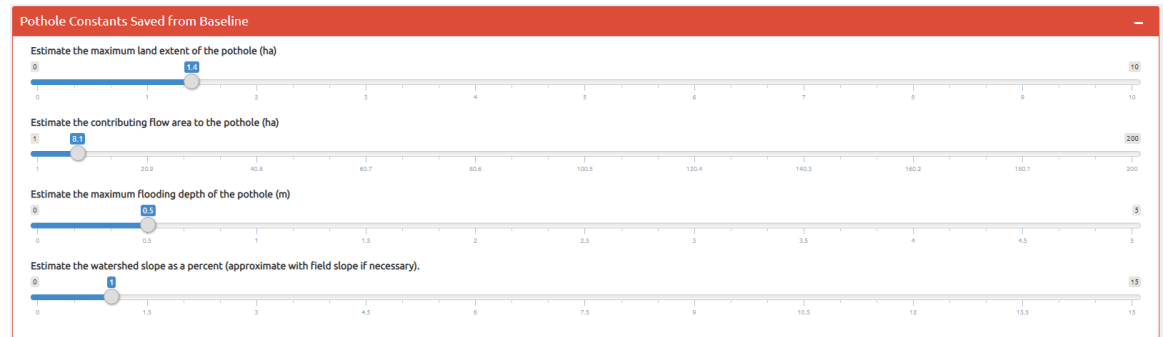 Pothole Constants Saved from Baseline
Estimate the maximum land extent of the pothole (ha)
0 1.4 10
0 1 2 3 4 5 6 7 8 9 10
Estimate the contributing flow area to the pothole (ha)
1 8.1 200
1 20.9 40.8 60.7 80.6 100.5 120.4 140.3 160.2 180.1 200
Estimate the maximum flooding depth of the pothole (m)
0 0.5 5
0 0.5 1 1.5 2 2.5 3 3.5 4 4.5 5
Estimate the watershed slope as a percent (approximate with field slope if necessary).
0 1 15
0 1.5 3 4.5 6 7.5 9 10.5 12 13.5 15